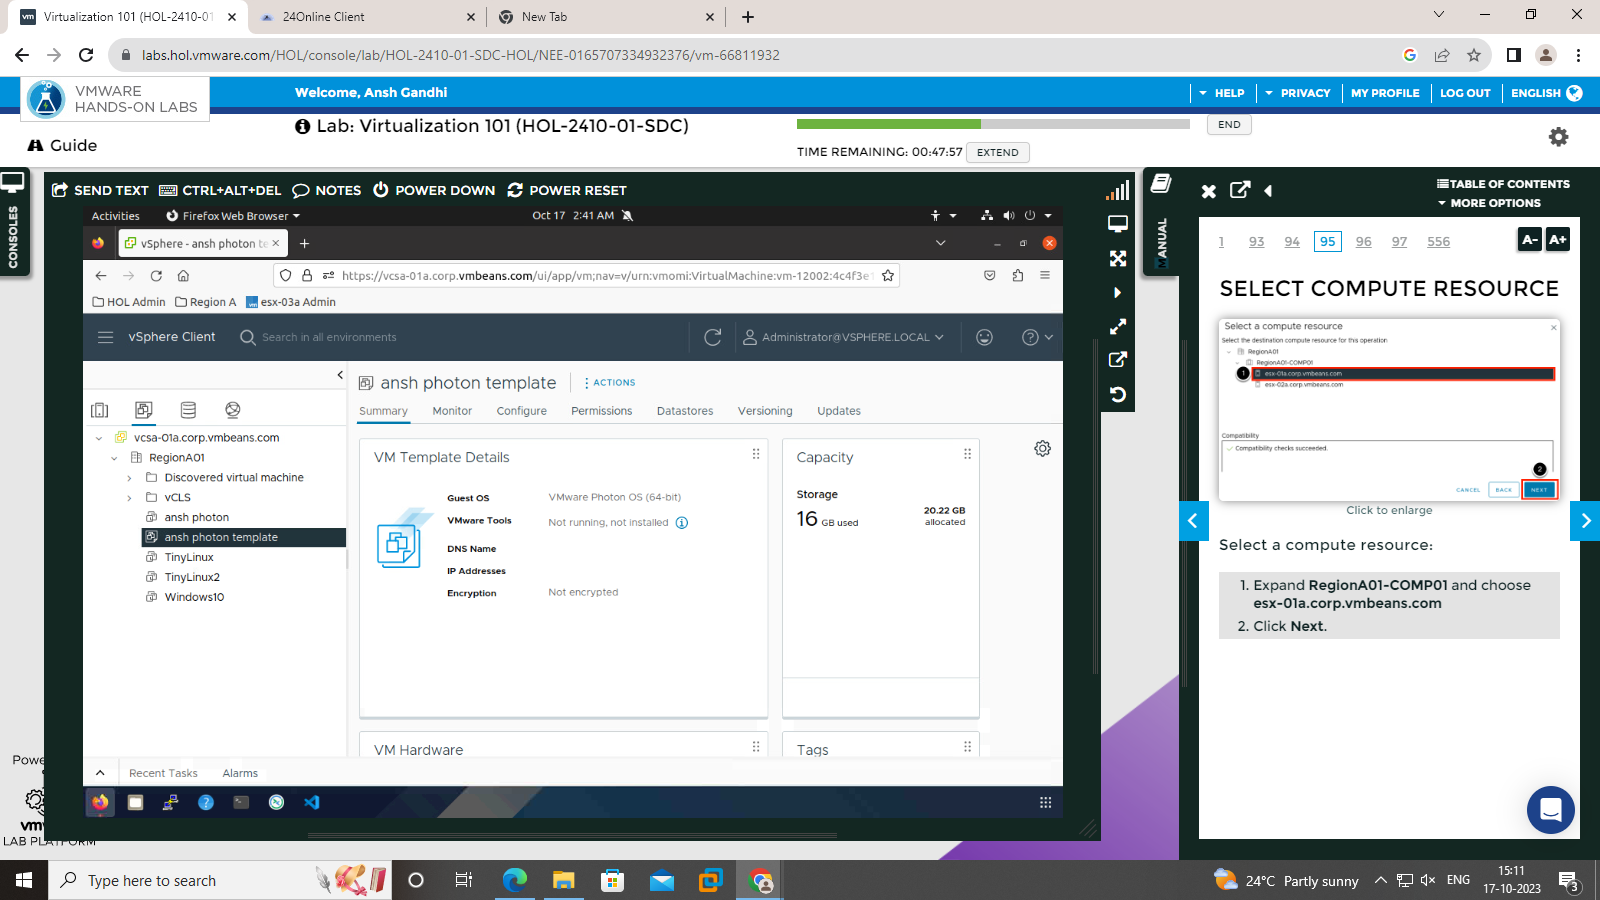 Virtualization 101 (HOL-2410-01
24Online Client
New Tab
labs.hol.vmware.com/HOL/console/lab/HOL-2410-01-SDC-HOL/NEE-0165707334932376/vm-66811932
VMWARE
HANDS-ON LABS
Welcome, Ansh Gandhi
HELP
PRIVACY
MY PROFILE
LOG OUT
ENGLISH
Guide
Lab: Virtualization 101 (HOL-2410-01-SDC)
END
TIME REMAINING: 00:47:57
EXTEND
CONSOLES
SEND TEXT
CTRL+ALT+DEL
NOTES
POWER DOWN
POWER RESET
Activities
Firefox Web Browser
Oct 17 2:41 AM
vSphere - ansh photon te
https://vcsa-01a.corp.vmbeans.com/ui/app/vm;nav=v/urn:vmomi:VirtualMachine:vm-12002:4c4f3e1
HOL Admin
Region A
esx-03a Admin
vSphere Client
Search in all environments
Administrator@VSPHERE.LOCAL
vcsa-01a.corp.vmbeans.com
RegionA01
Discovered virtual machine
vCLS
ansh photon
ansh photon template
TinyLinux
TinyLinux2
Windows10
ansh photon template
ACTIONS
Summary
Monitor
Configure
Permissions
Datastores
Versioning
Updates
VM Template Details
Guest OS
VMware Photon OS (64-bit)
VMware Tools
Not running, not installed
DNS Name
IP Addresses
Encryption
Not encrypted
Capacity
Storage
16 GB used
20.22 GB
allocated
VM Hardware
Tags
Recent Tasks
Alarms
MANUAL
TABLE OF CONTENTS
MORE OPTIONS
1 93 94 95 96 97 556
A- A+
SELECT COMPUTE RESOURCE
Select a compute resource
Select the destination compute resource for this operation
RegionA01
RegionA01-COMP01
1
esx-01a.corp.vmbeans.com
esx-02a.corp.vmbeans.com
Compatibility
Compatibility checks succeeded.
2
CANCEL
BACK
NEXT
Click to enlarge
Select a compute resource:
1. Expand RegionA01-COMP01 and choose
esx-01a.corp.vmbeans.com
2. Click Next.
Powe
vmw
LAB PLATFORM
Type here to search
24°C Partly sunny
ENG
15:11
17-10-2023
3